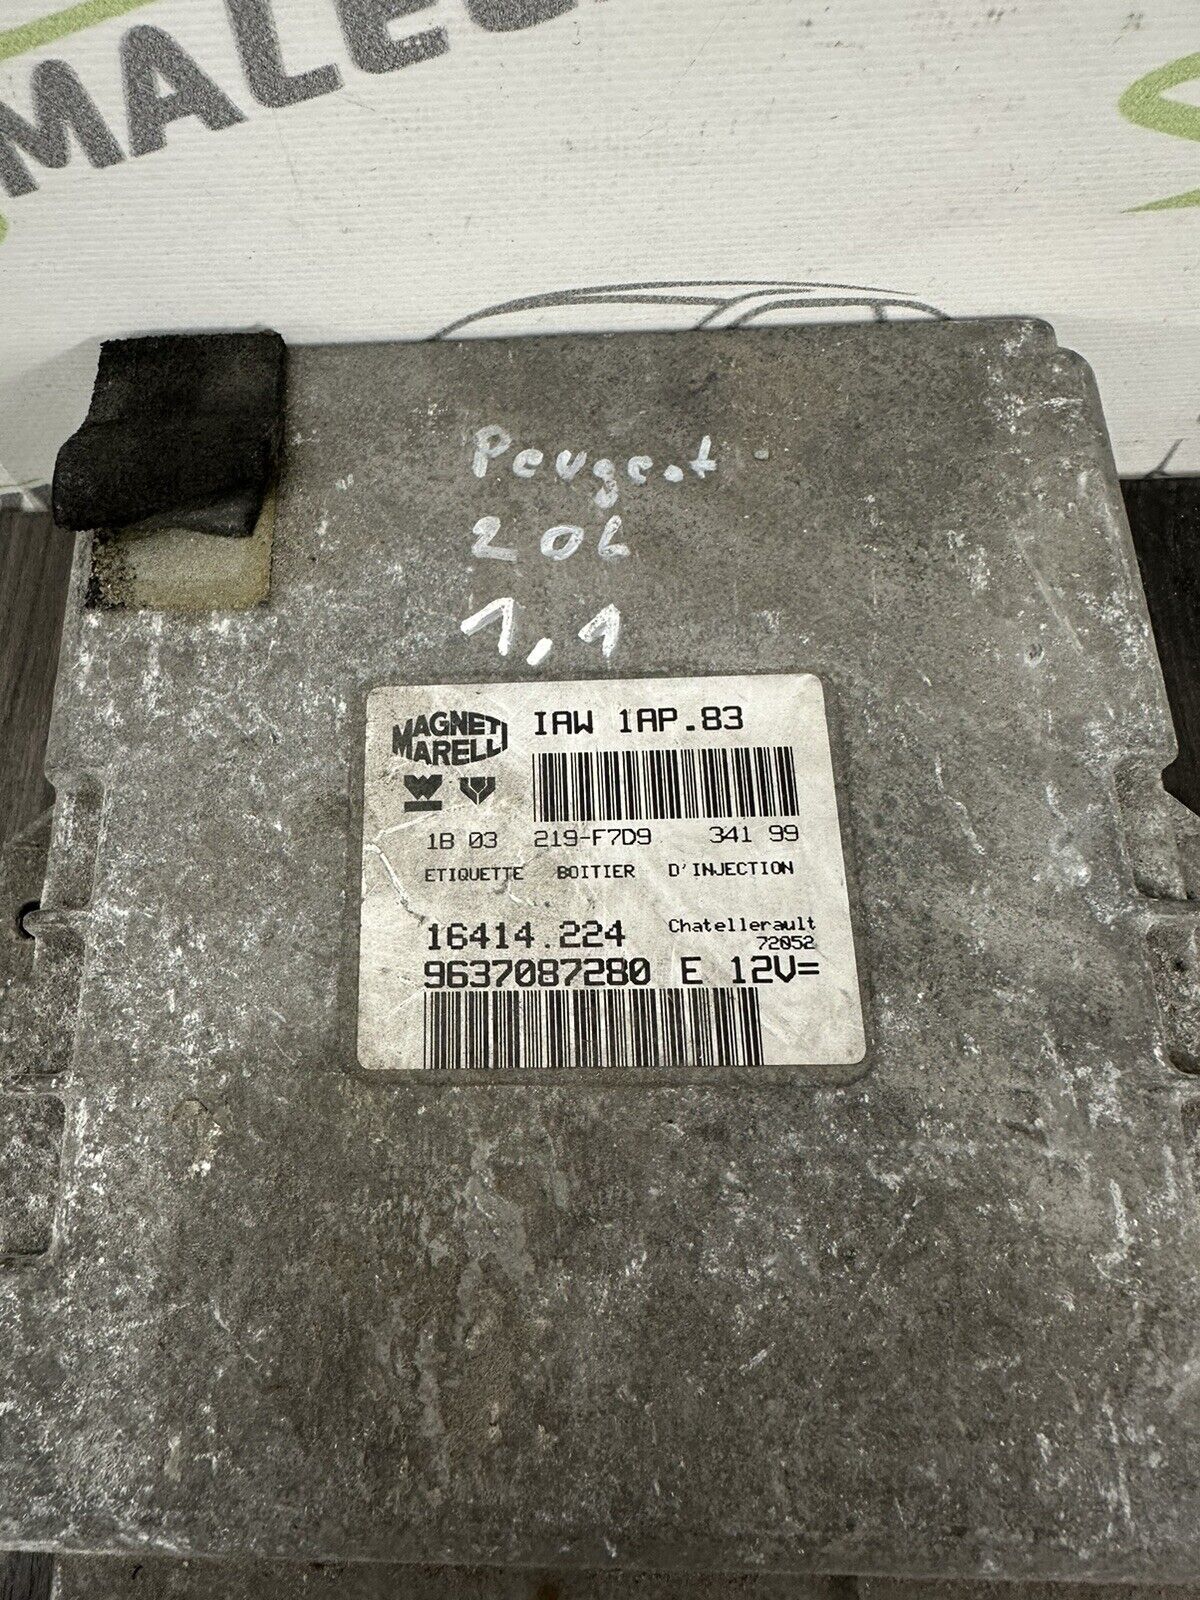 MALEC
Peugeot
206
1,1
MAGNETI MARELLI
IAW 1AP.83
1B 03 219-F7D9 341 99
ETIQUETTE BOITIER D'INJECTION
16414.224 Chatellerault
72052
9637087280 E 12V=